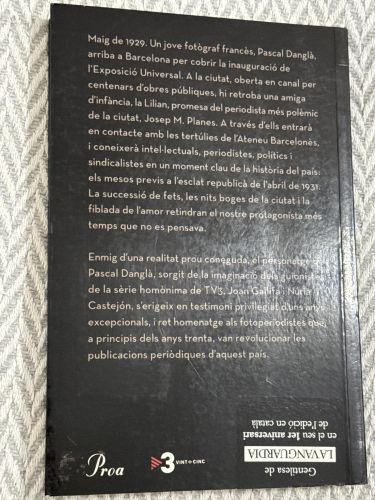 Maig de 1929. Un jove fotògraf francès, Pascal Danglà,
arriba a Barcelona per cobrir la inauguració de
l'Exposició Universal. A la ciutat, oberta en canal per
centenars d'obres públiques, hi retroba una amiga
d'infància, la Lilian, promesa del periodista més polèmic
de la ciutat, Josep M. Planes. A través d'ells entrarà
en contacte amb les tertúlies de l'Ateneu Barcelonès,
i coneixerà intel·lectuals, periodistes, polítics i
sindicalistes en un moment clau de la història del país:
els mesos previs a l'esclat republicà de l'abril de 1931.
La successió de fets, les nits boges de la ciutat i la
fiblada de l'amor retindran el nostre protagonista més
temps que no es pensava.
Enmig d'una realitat prou coneguda, el personatge de
Pascal Danglà, sorgit de la imaginació dels guionistes
de la sèrie homònima de TV3, Joan Gallifa i Núria
Castejón, s'erigeix en testimoni privilegiat d'uns anys
excepcionals, i ret homenatge als fotoperiodistes que,
a principis dels anys trenta, van revolucionar les
publicacions periòdiques d'aquest país.
Proa
3 VINT+CINC
Gentilesa de
LA VANGUARDIA
en el seu 1er aniversari
de l'edició en català